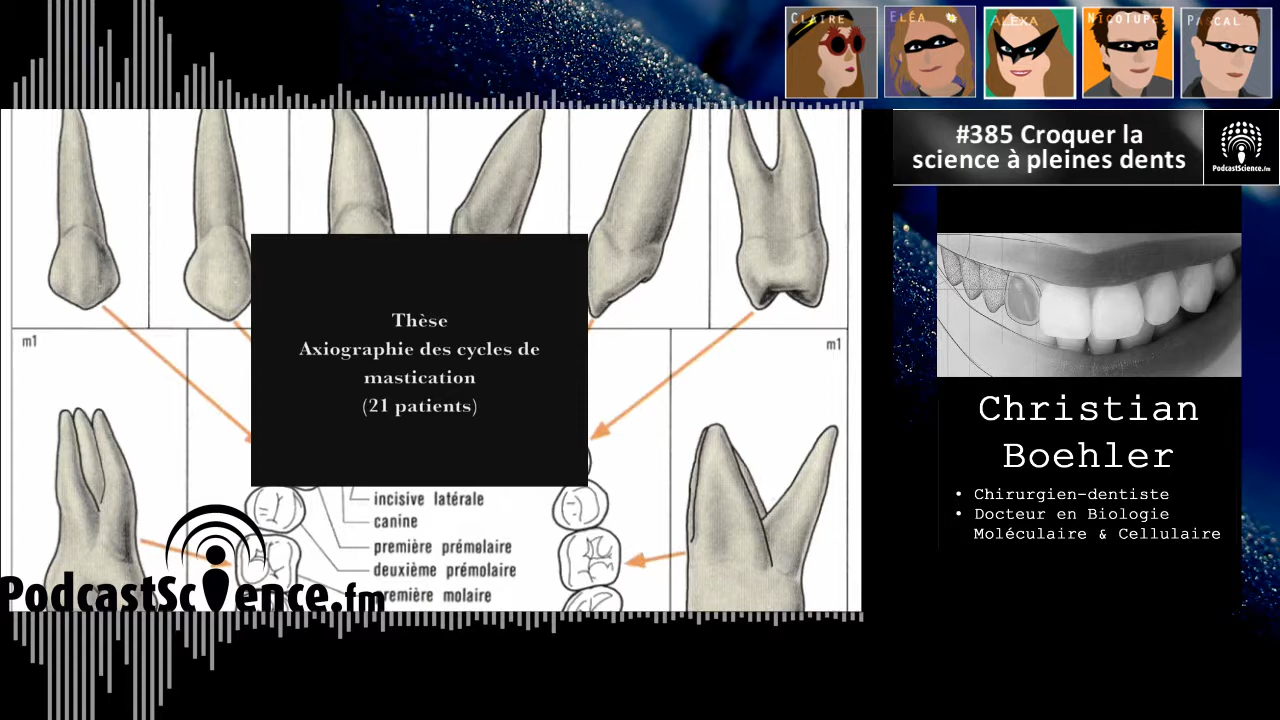 CLAIRE
ELÉA
ALEXA
NICOTUPE
PASCAL
#385 Croquer la
science à pleines dents
PodcastScience.fm
Thèse
Axiographie des cycles de
mastication
(21 patients)
m1
m1
incisive latérale
canine
première prémolaire
deuxième prémolaire
première molaire
PodcastScience.fm
Christian
Boehler
• Chirurgien-dentiste
• Docteur en Biologie
Moléculaire & Cellulaire